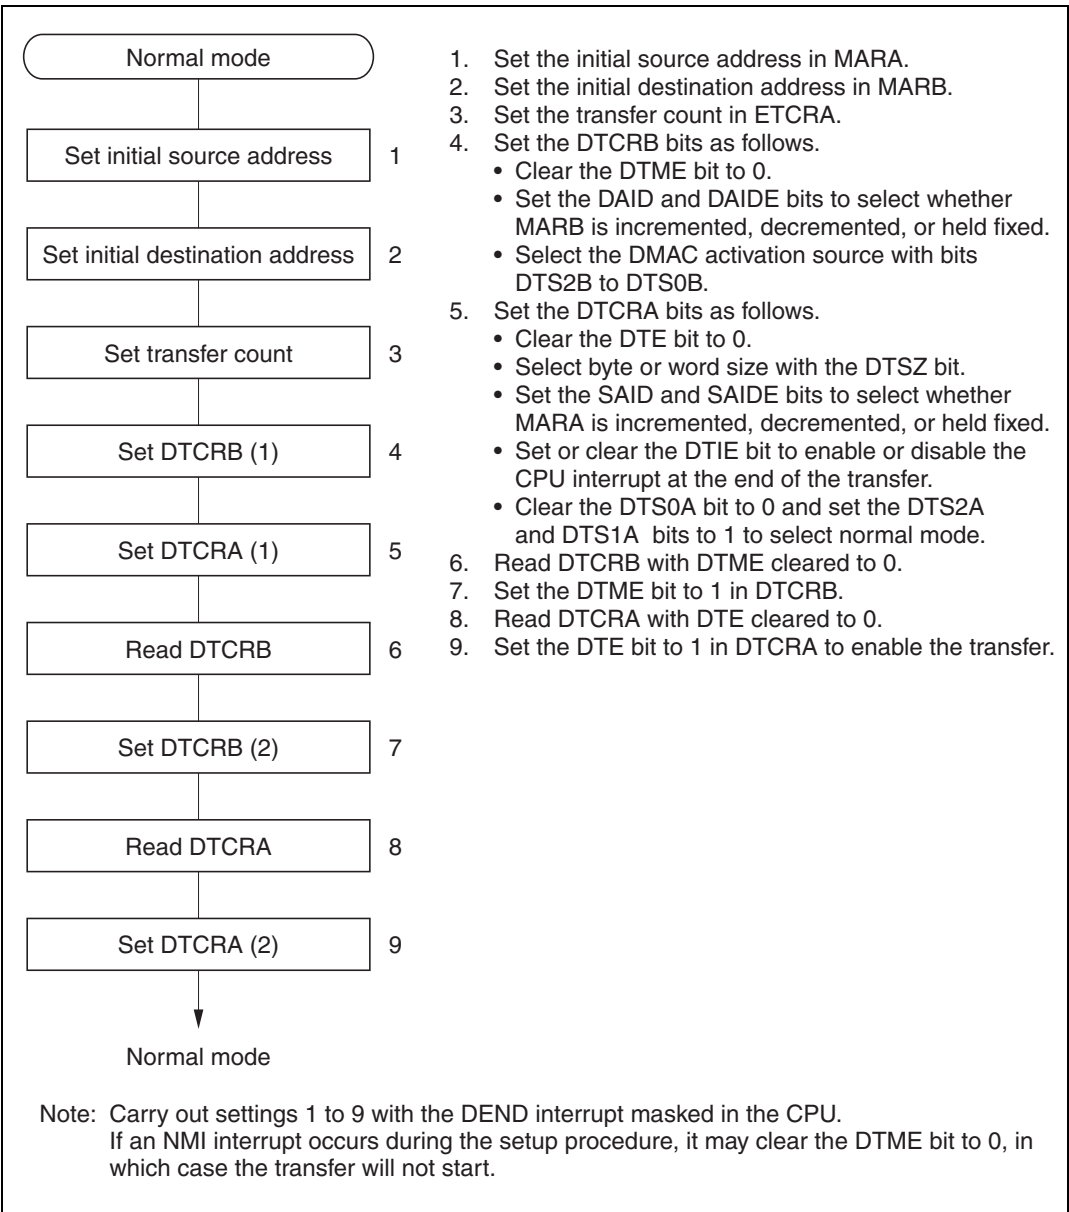 Normal mode
Set initial source address 1
Set initial destination address 2
Set transfer count 3
Set DTCRB (1) 4
Set DTCRA (1) 5
Read DTCRB 6
Set DTCRB (2) 7
Read DTCRA 8
Set DTCRA (2) 9
Normal mode
1. Set the initial source address in MARA.
2. Set the initial destination address in MARB.
3. Set the transfer count in ETCRA.
4. Set the DTCRB bits as follows.
• Clear the DTME bit to 0.
• Set the DAID and DAIDE bits to select whether
MARB is incremented, decremented, or held fixed.
• Select the DMAC activation source with bits
DTS2B to DTS0B.
5. Set the DTCRA bits as follows.
• Clear the DTE bit to 0.
• Select byte or word size with the DTSZ bit.
• Set the SAID and SAIDE bits to select whether
MARA is incremented, decremented, or held fixed.
• Set or clear the DTIE bit to enable or disable the
CPU interrupt at the end of the transfer.
• Clear the DTS0A bit to 0 and set the DTS2A
and DTS1A bits to 1 to select normal mode.
6. Read DTCRB with DTME cleared to 0.
7. Set the DTME bit to 1 in DTCRB.
8. Read DTCRA with DTE cleared to 0.
9. Set the DTE bit to 1 in DTCRA to enable the transfer.
Note: Carry out settings 1 to 9 with the DEND interrupt masked in the CPU.
If an NMI interrupt occurs during the setup procedure, it may clear the DTME bit to 0, in
which case the transfer will not start.